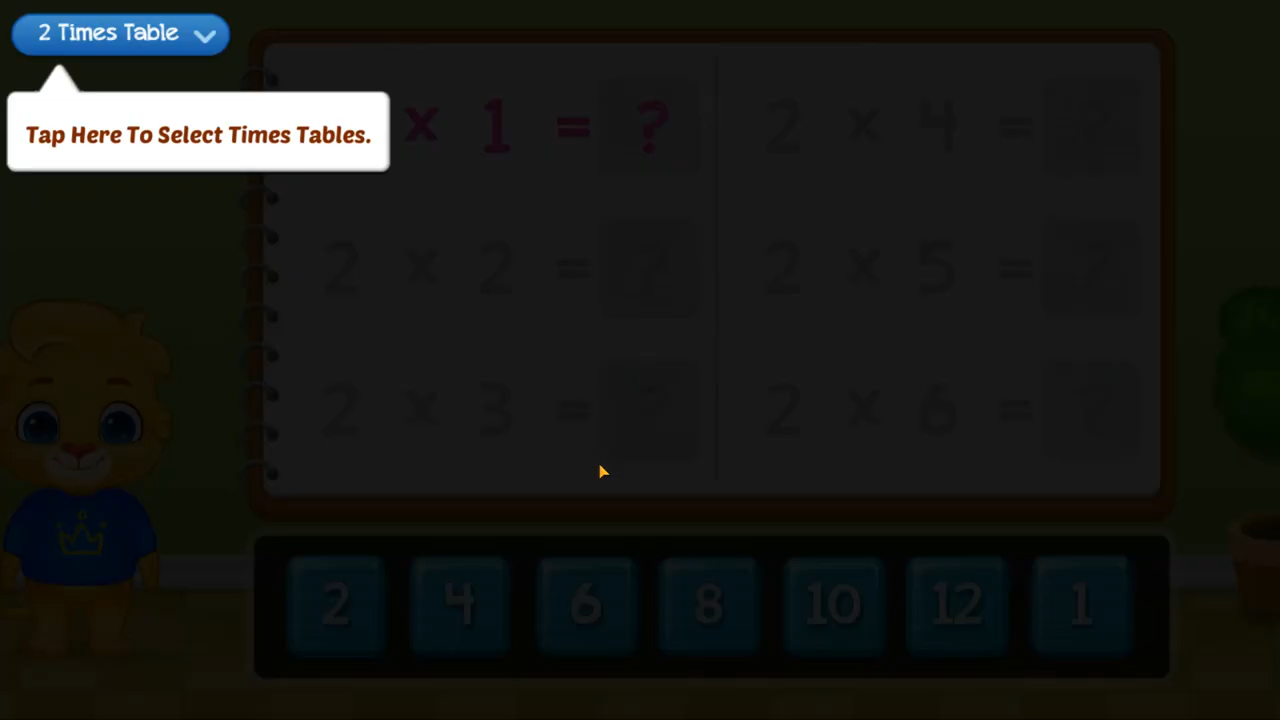 2 Times Table
Tap Here To Select Times Tables.
× 1 = ?
2 × 4 = ?
2 × 2 = ?
2 × 5 = ?
2 × 3 = ?
2 × 6 = ?
2 4 6 8 10 12 1